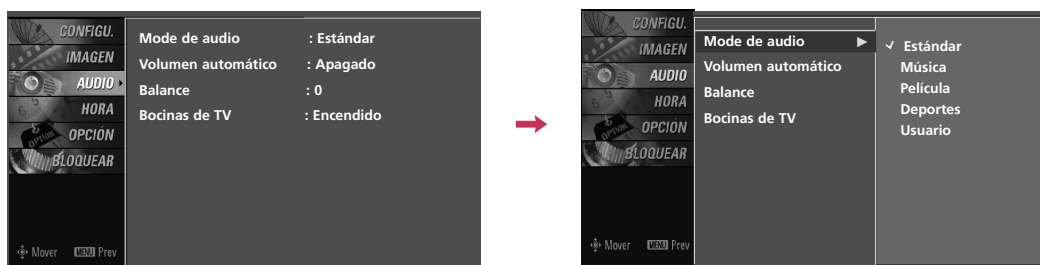 CONFIGU.
IMAGEN
AUDIO
HORA
OPCIÓN
BLOQUEAR
Mover MENU Prev
Mode de audio : Estándar
Volumen automático : Apagado
Balance : 0
Bocinas de TV : Encendido
CONFIGU.
IMAGEN
AUDIO
HORA
OPCIÓN
BLOQUEAR
Mover MENU Prev
Mode de audio
Volumen automático
Balance
Bocinas de TV
Estándar
Música
Película
Deportes
Usuario